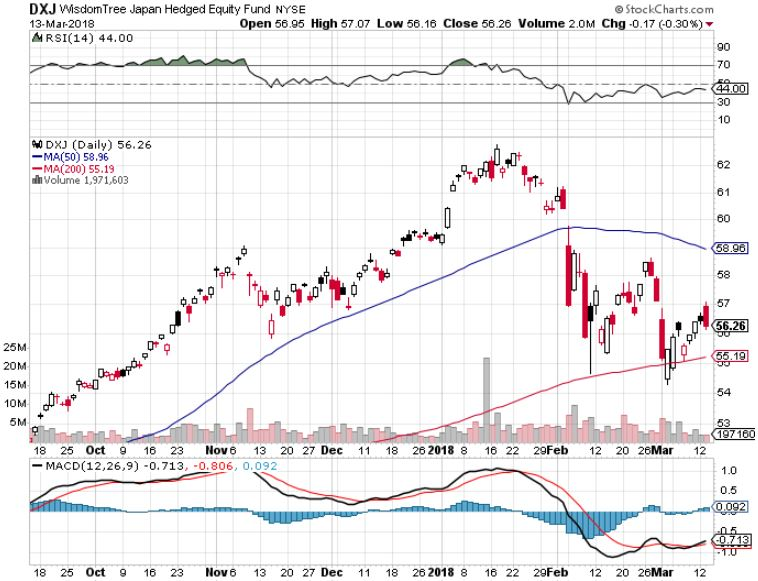 DXJ WisdomTree Japan Hedged Equity Fund NYSE © StockCharts.com
13-Mar-2018 Open 56.95 High 57.07 Low 56.16 Close 56.26 Volume 2.0M Chg -0.17 (-0.30%)
RSI(14) 44.00
90
70
50
44.00
30
10
DXJ (Daily) 56.26
MA(50) 58.96
MA(200) 55.19
Volume 1,971,603
62
61
60
58.96
58
57
56.26
56
55.19
54
53
25M
20M
15M
10M
5M
197160
18 25 Oct 9 16 23 Nov 6 13 20 27 Dec 11 18 26 2018 8 16 22 29 Feb 12 20 26 Mar 12
MACD(12,26,9) -0.713, -0.806, 0.092
1.0
0.5
0.092
-0.5
-0.713
-1.0
18 25 Oct 9 16 23 Nov 6 13 20 27 Dec 11 18 26 2018 8 16 22 29 Feb 12 20 26 Mar 12